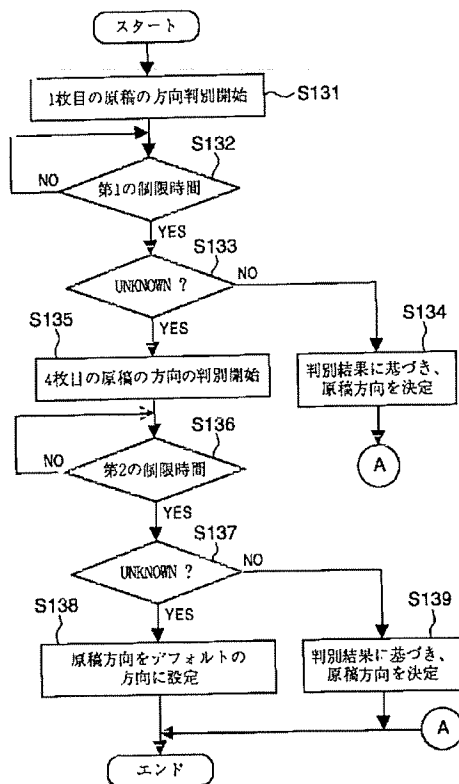 スタート
1枚目の原稿の方向判別開始
S131
S132
第1の制限時間
NO
YES
S133
UNKNOWN ?
NO
YES
S134
判別結果に基づき、
原稿方向を決定
A
S135
4枚目の原稿の方向の判別開始
S136
第2の制限時間
NO
YES
S137
UNKNOWN ?
NO
YES
S138
原稿方向をデフォルトの
方向に設定
S139
判別結果に基づき、
原稿方向を決定
A
エンド